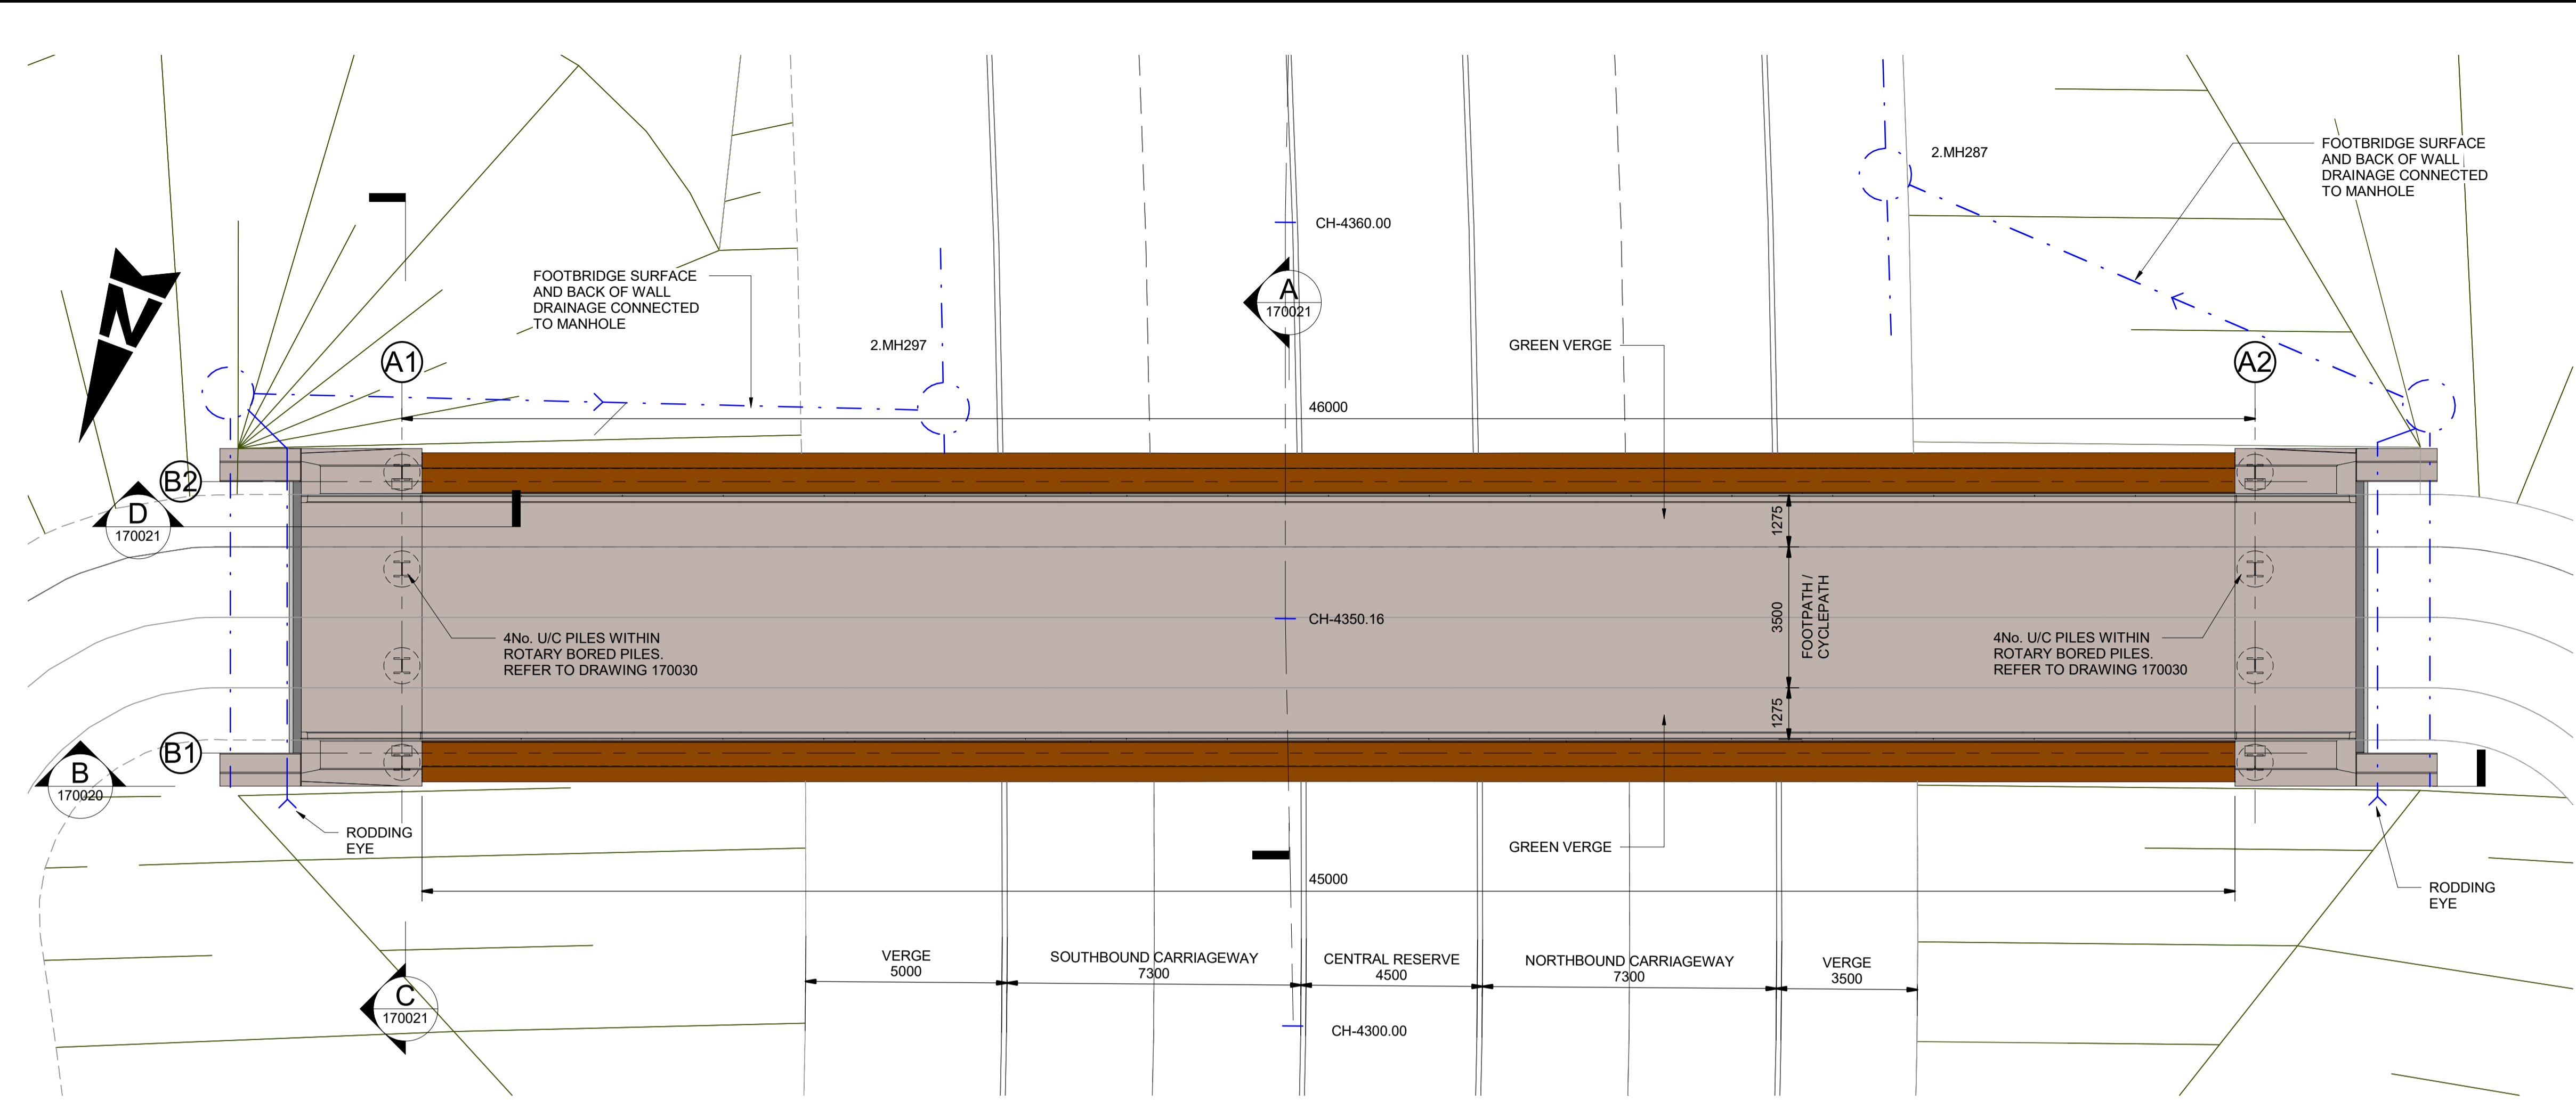 FOOTBRIDGE SURFACE
AND BACK OF WALL
DRAINAGE CONNECTED
TO MANHOLE
2.MH287
CH-4360.00
N
FOOTBRIDGE SURFACE
AND BACK OF WALL
DRAINAGE CONNECTED
TO MANHOLE
A
170021
2.MH297
GREEN VERGE
A1
A2
46000
B2
D
170021
1275
3500
1275
FOOTPATH /
CYCLEPATH
CH-4350.16
4No. U/C PILES WITHIN
ROTARY BORED PILES.
REFER TO DRAWING 170030
4No. U/C PILES WITHIN
ROTARY BORED PILES.
REFER TO DRAWING 170030
B1
B
170020
RODDING
EYE
GREEN VERGE
45000
RODDING
EYE
VERGE
5000
SOUTHBOUND CARRIAGEWAY
7300
CENTRAL RESERVE
4500
NORTHBOUND CARRIAGEWAY
7300
VERGE
3500
C
170021
CH-4300.00